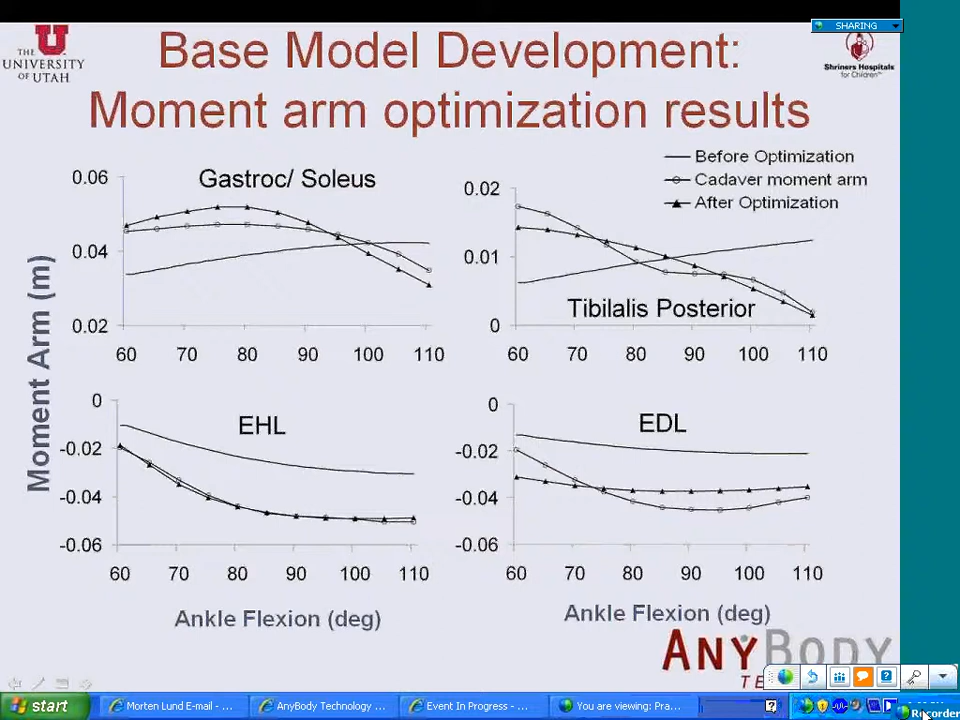 SHARING
THE
UNIVERSITY
OF UTAH
Base Model Development:
Moment arm optimization results
Shriners Hospitals
for Children™
Before Optimization
Cadaver moment arm
After Optimization
Moment Arm (m)
Gastroc/ Soleus
0.06
0.04
0.02
60 70 80 90 100 110
Tibilalis Posterior
0.02
0.01
0
60 70 80 90 100 110
EHL
0
-0.02
-0.04
-0.06
60 70 80 90 100 110
Ankle Flexion (deg)
EDL
0
-0.02
-0.04
-0.06
60 70 80 90 100 110
Ankle Flexion (deg)
ANYBODY
TE
start
Morten Lund E-mail - ...
AnyBody Technology ...
Event In Progress - ...
You are viewing: Pra...
Recorder